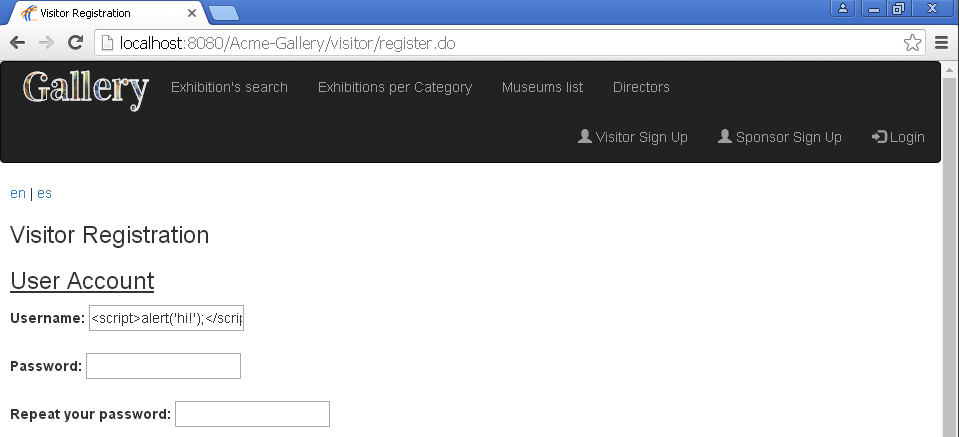 Visitor Registration
localhost:8080/Acme-Gallery/visitor/register.do
Gallery Exhibition's search Exhibitions per Category Museums list Directors
Visitor Sign Up Sponsor Sign Up Login
en | es
Visitor Registration
User Account
Username: <script>alert('hi!');</scrip
Password:
Repeat your password: